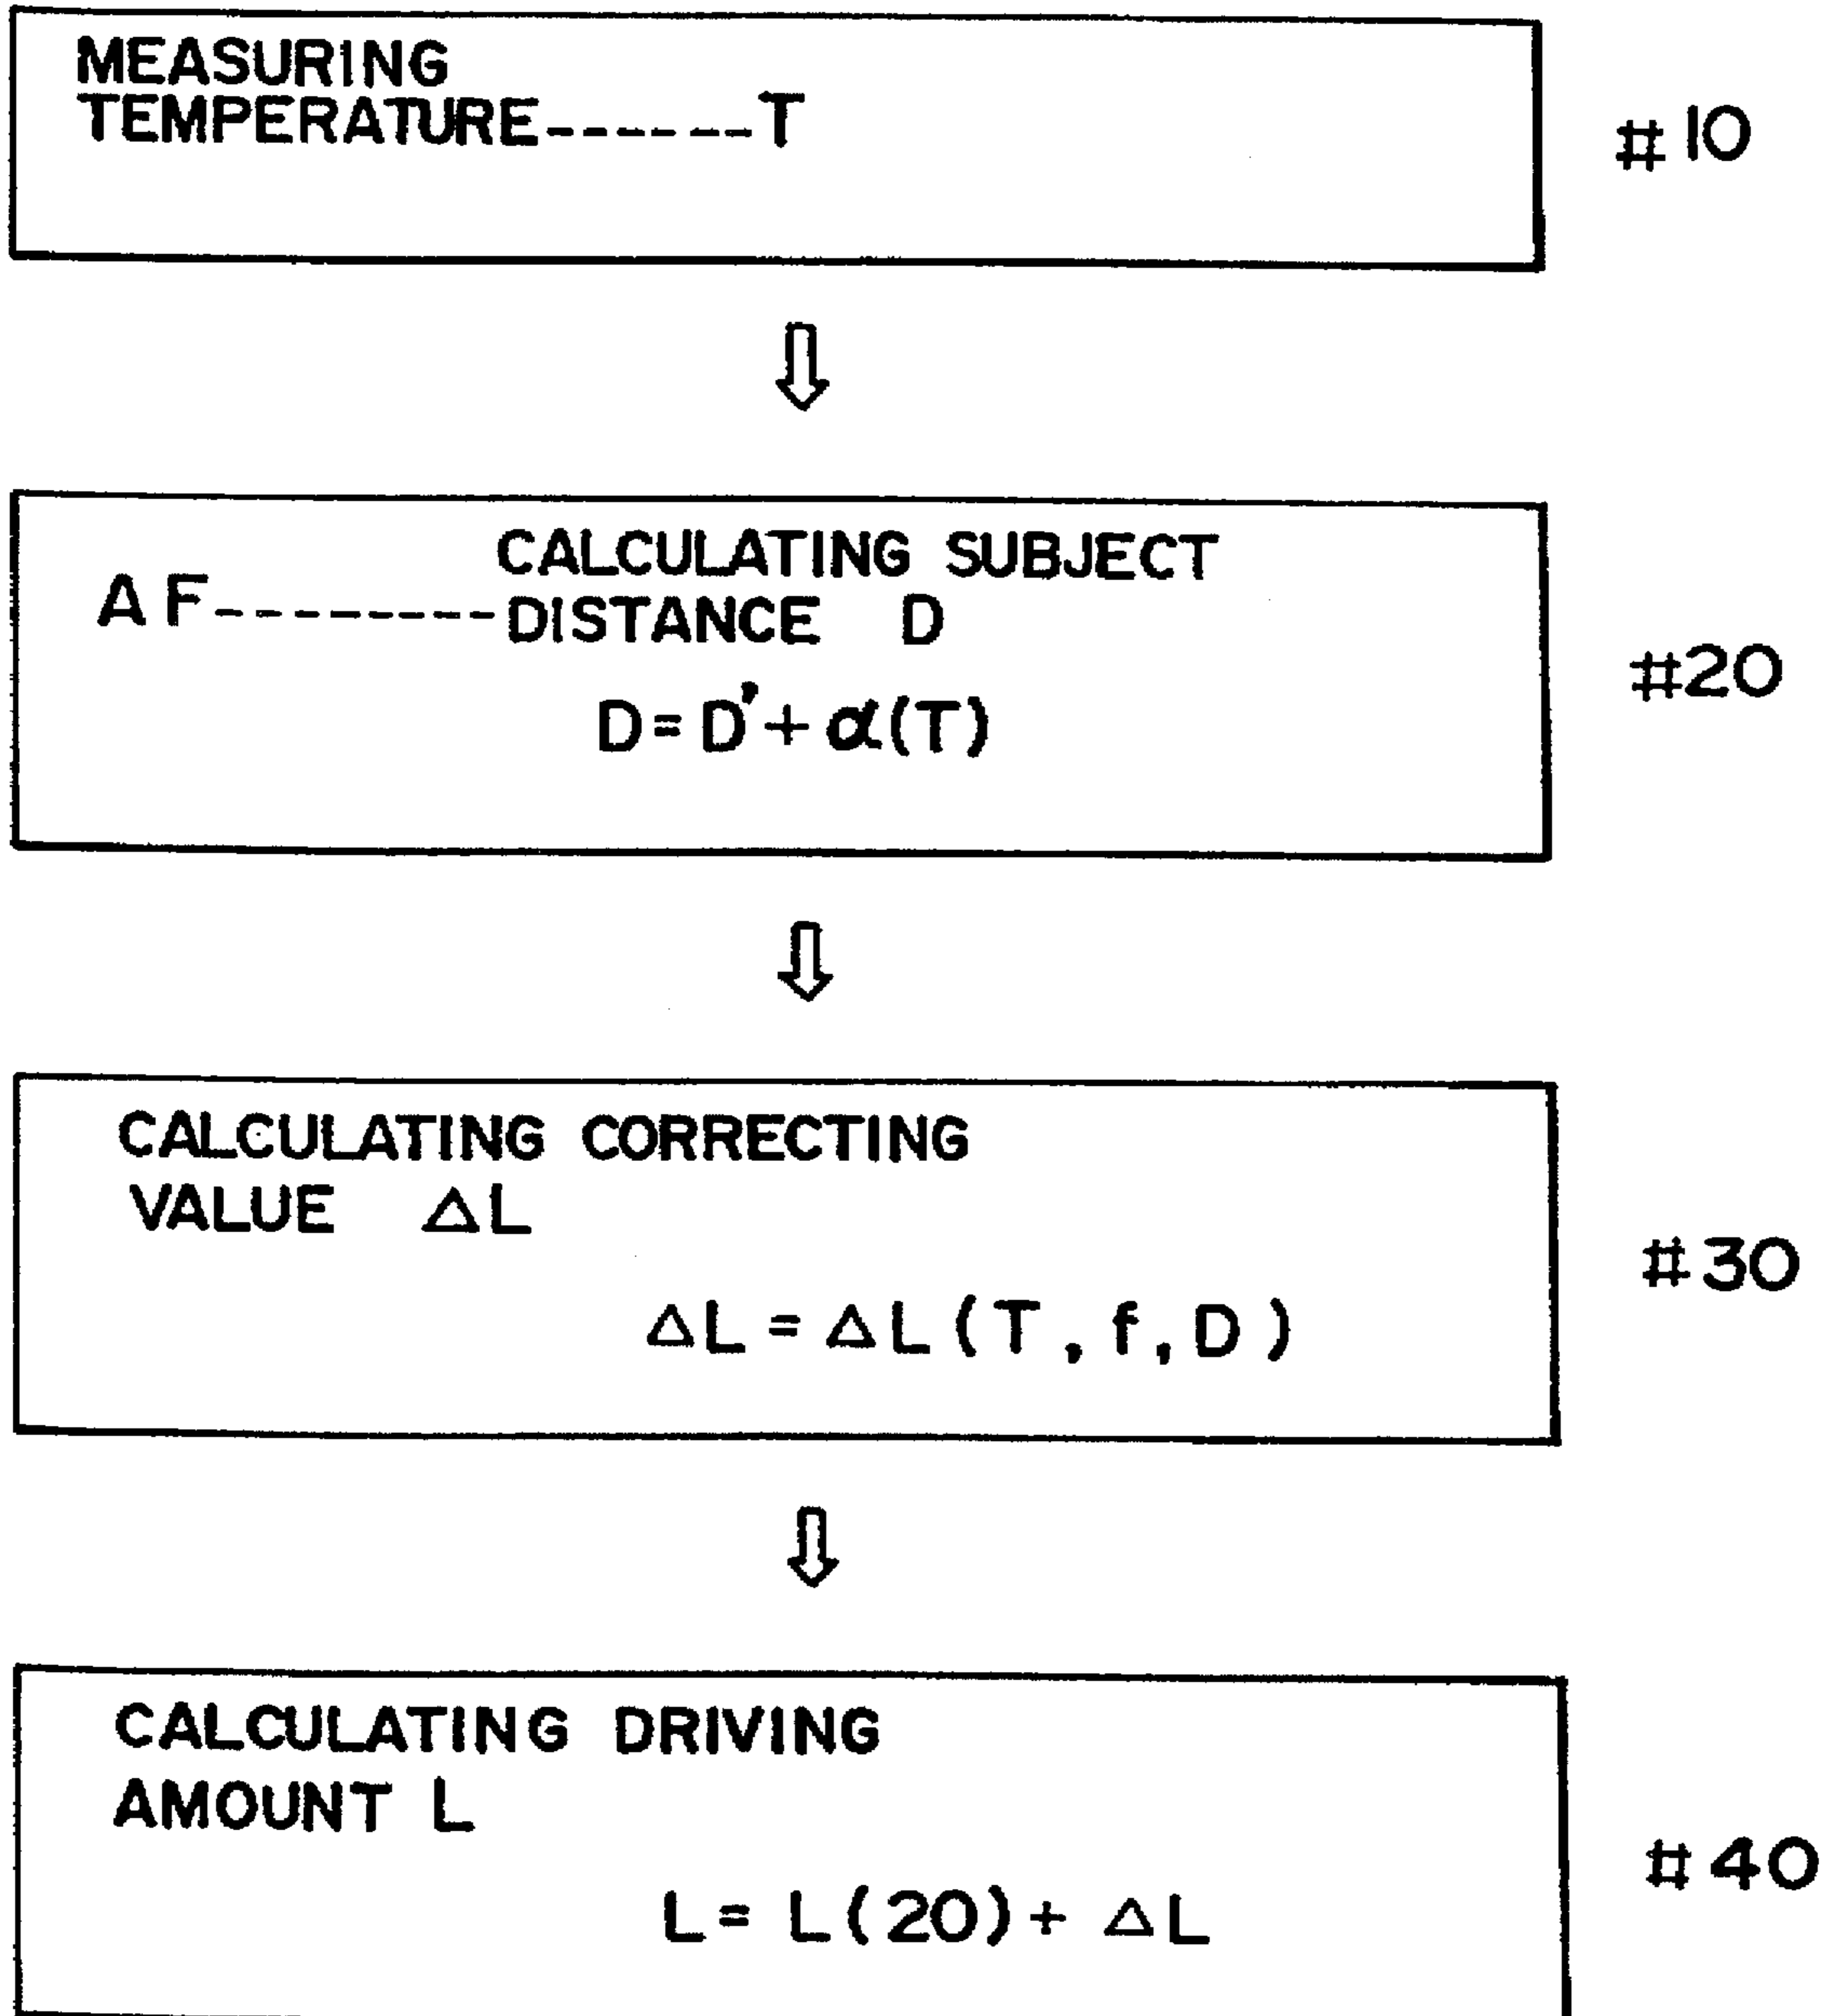 MEASURING
TEMPERATURE-------T
#10
CALCULATING SUBJECT
AF--------DISTANCE D
D=D'+α(T)
#20
CALCULATING CORRECTING
VALUE ΔL
ΔL=ΔL(T,f,D)
#30
CALCULATING DRIVING
AMOUNT L
L=L(20)+ΔL
#40